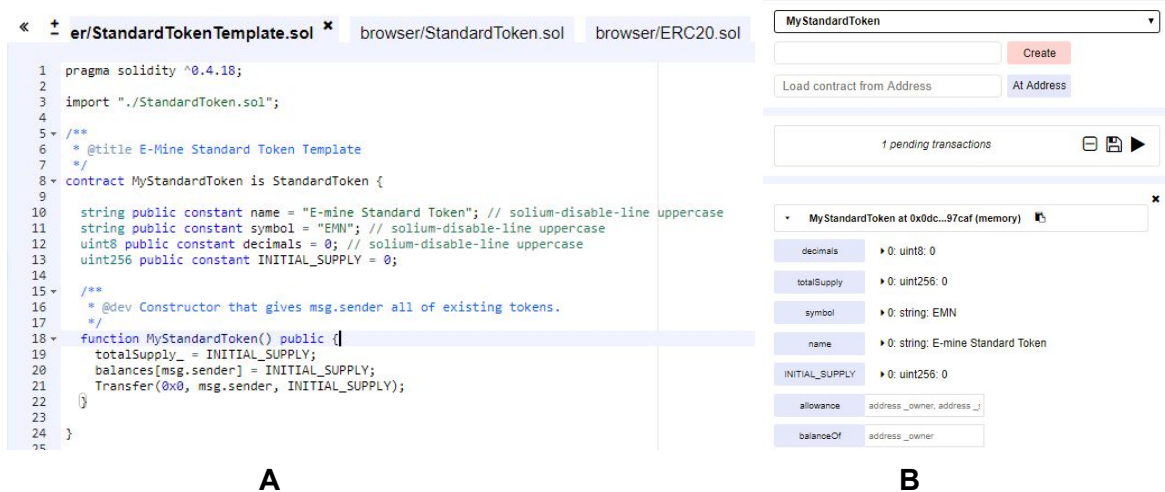 « ± er/StandardTokenTemplate.sol × browser/StandardToken.sol browser/ERC20.sol
1 pragma solidity ^0.4.18;
2
3 import "./StandardToken.sol";
4
5 /**
6 * @title E-Mine Standard Token Template
7 */
8 contract MyStandardToken is StandardToken {
9
10 string public constant name = "E-mine Standard Token"; // solium-disable-line uppercase
11 string public constant symbol = "EMN"; // solium-disable-line uppercase
12 uint8 public constant decimals = 0; // solium-disable-line uppercase
13 uint256 public constant INITIAL_SUPPLY = 0;
14
15 /**
16 * @dev Constructor that gives msg.sender all of existing tokens.
17 */
18 function MyStandardToken() public {
19 totalSupply_ = INITIAL_SUPPLY;
20 balances[msg.sender] = INITIAL_SUPPLY;
21 Transfer(0x0, msg.sender, INITIAL_SUPPLY);
22 }
23
24 }
25
A
MyStandardToken
Create
Load contract from Address At Address
1 pending transactions
MyStandardToken at 0x0dc...97caf (memory)
decimals 0: uint8: 0
totalSupply 0: uint256: 0
symbol 0: string: EMN
name 0: string: E-mine Standard Token
INITIAL_SUPPLY 0: uint256: 0
allowance address _owner, address _
balanceOf address _owner
B